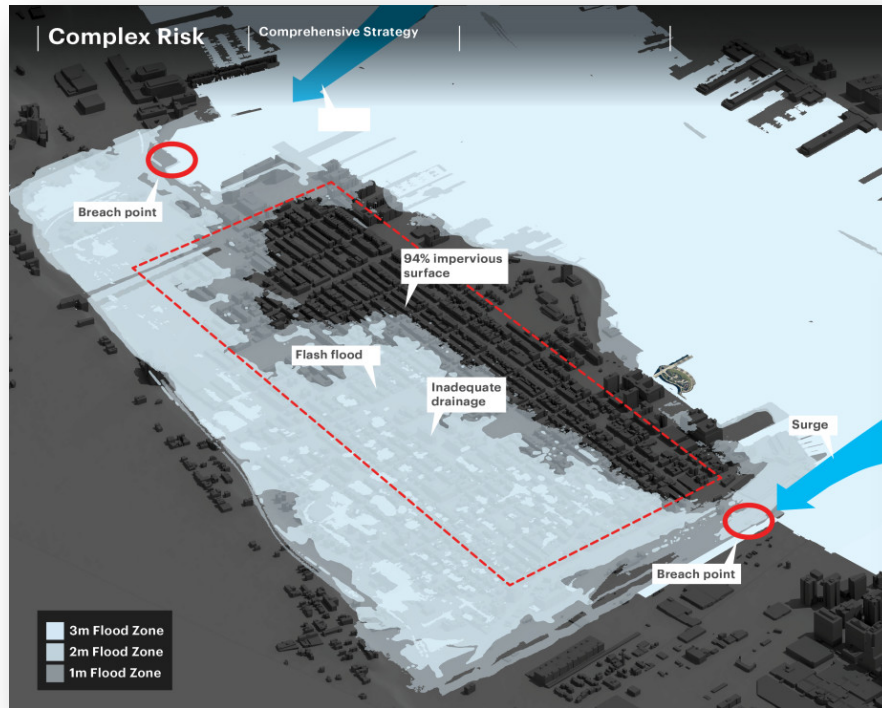 Complex Risk
Comprehensive Strategy
Breach point
94% impervious
surface
Flash flood
Inadequate
drainage
Surge
Breach point
3m Flood Zone
2m Flood Zone
1m Flood Zone